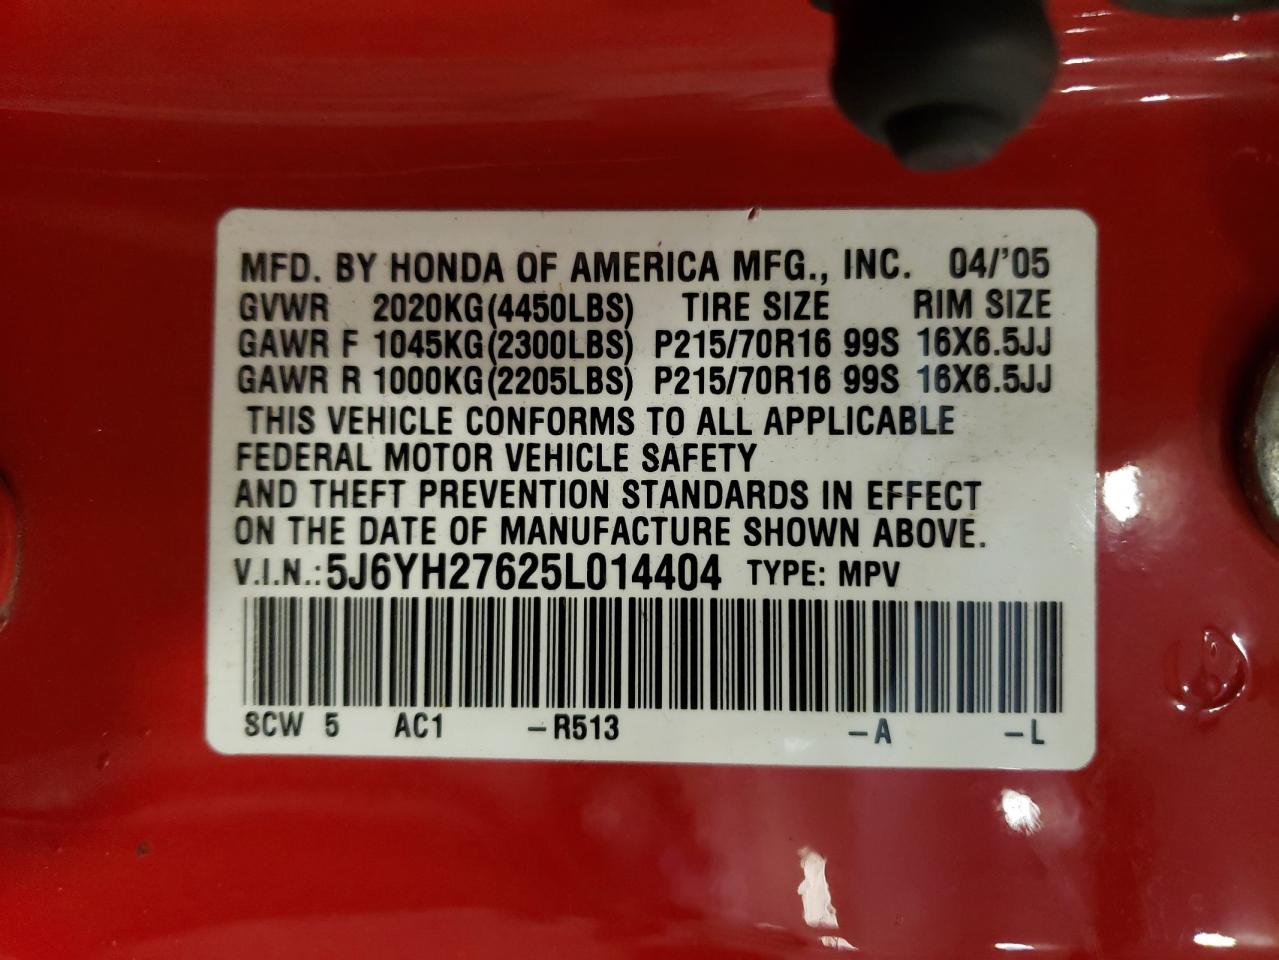 MFD. BY HONDA OF AMERICA MFG., INC. 04/'05
GVWR 2020KG(4450LBS) TIRE SIZE RIM SIZE
GAWR F 1045KG(2300LBS) P215/70R16 99S 16X6.5JJ
GAWR R 1000KG(2205LBS) P215/70R16 99S 16X6.5JJ
THIS VEHICLE CONFORMS TO ALL APPLICABLE
FEDERAL MOTOR VEHICLE SAFETY
AND THEFT PREVENTION STANDARDS IN EFFECT
ON THE DATE OF MANUFACTURE SHOWN ABOVE.
V.I.N.: 5J6YH27625L014404 TYPE: MPV
SCW 5 AC1 -R513 -A -L